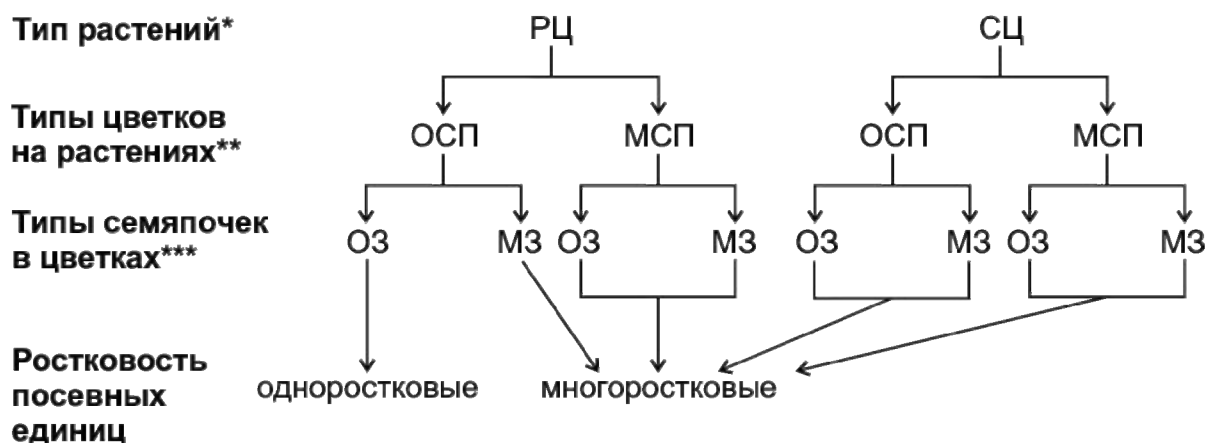 Тип растений* РЦ СЦ
Типы цветков
на растениях** ОСП МСП ОСП МСП
Типы семяпочек
в цветках*** ОЗ МЗ ОЗ МЗ ОЗ МЗ ОЗ МЗ
Ростковость
посевных одноростковые многоростковые
единиц